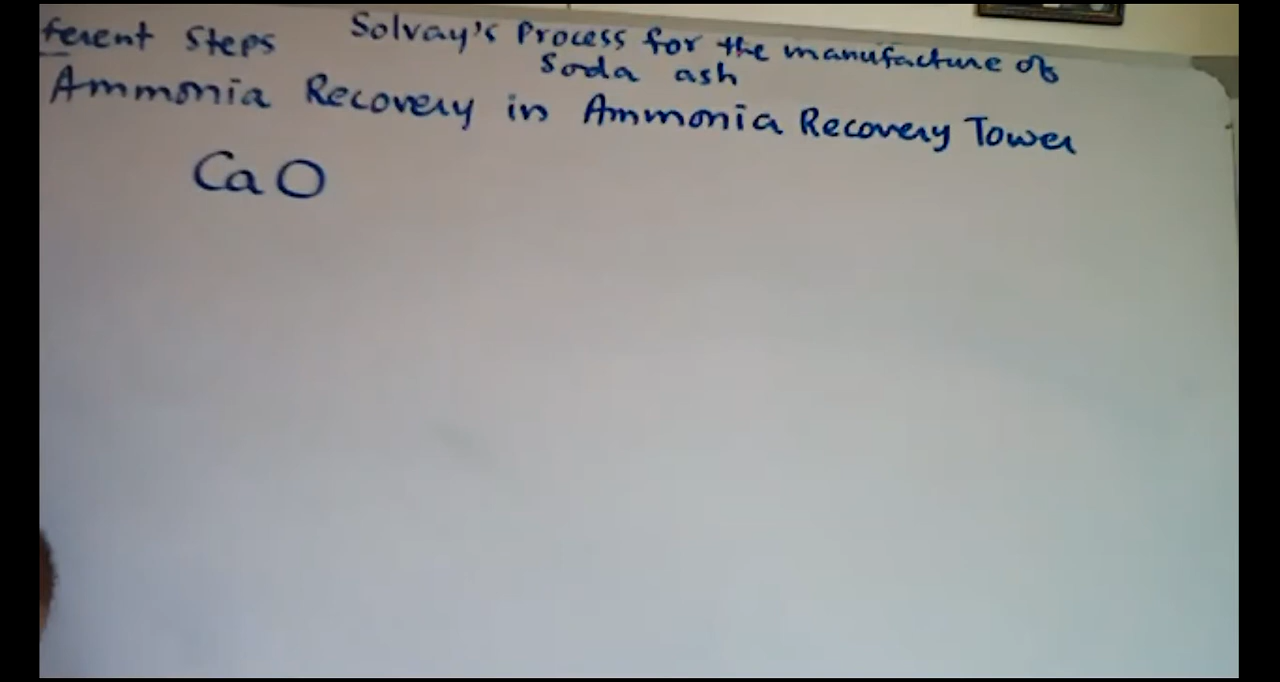 ferent Steps Solvay's Process for the manufacture of
Soda ash
Ammonia Recovery in Ammonia Recovery Tower
CaO